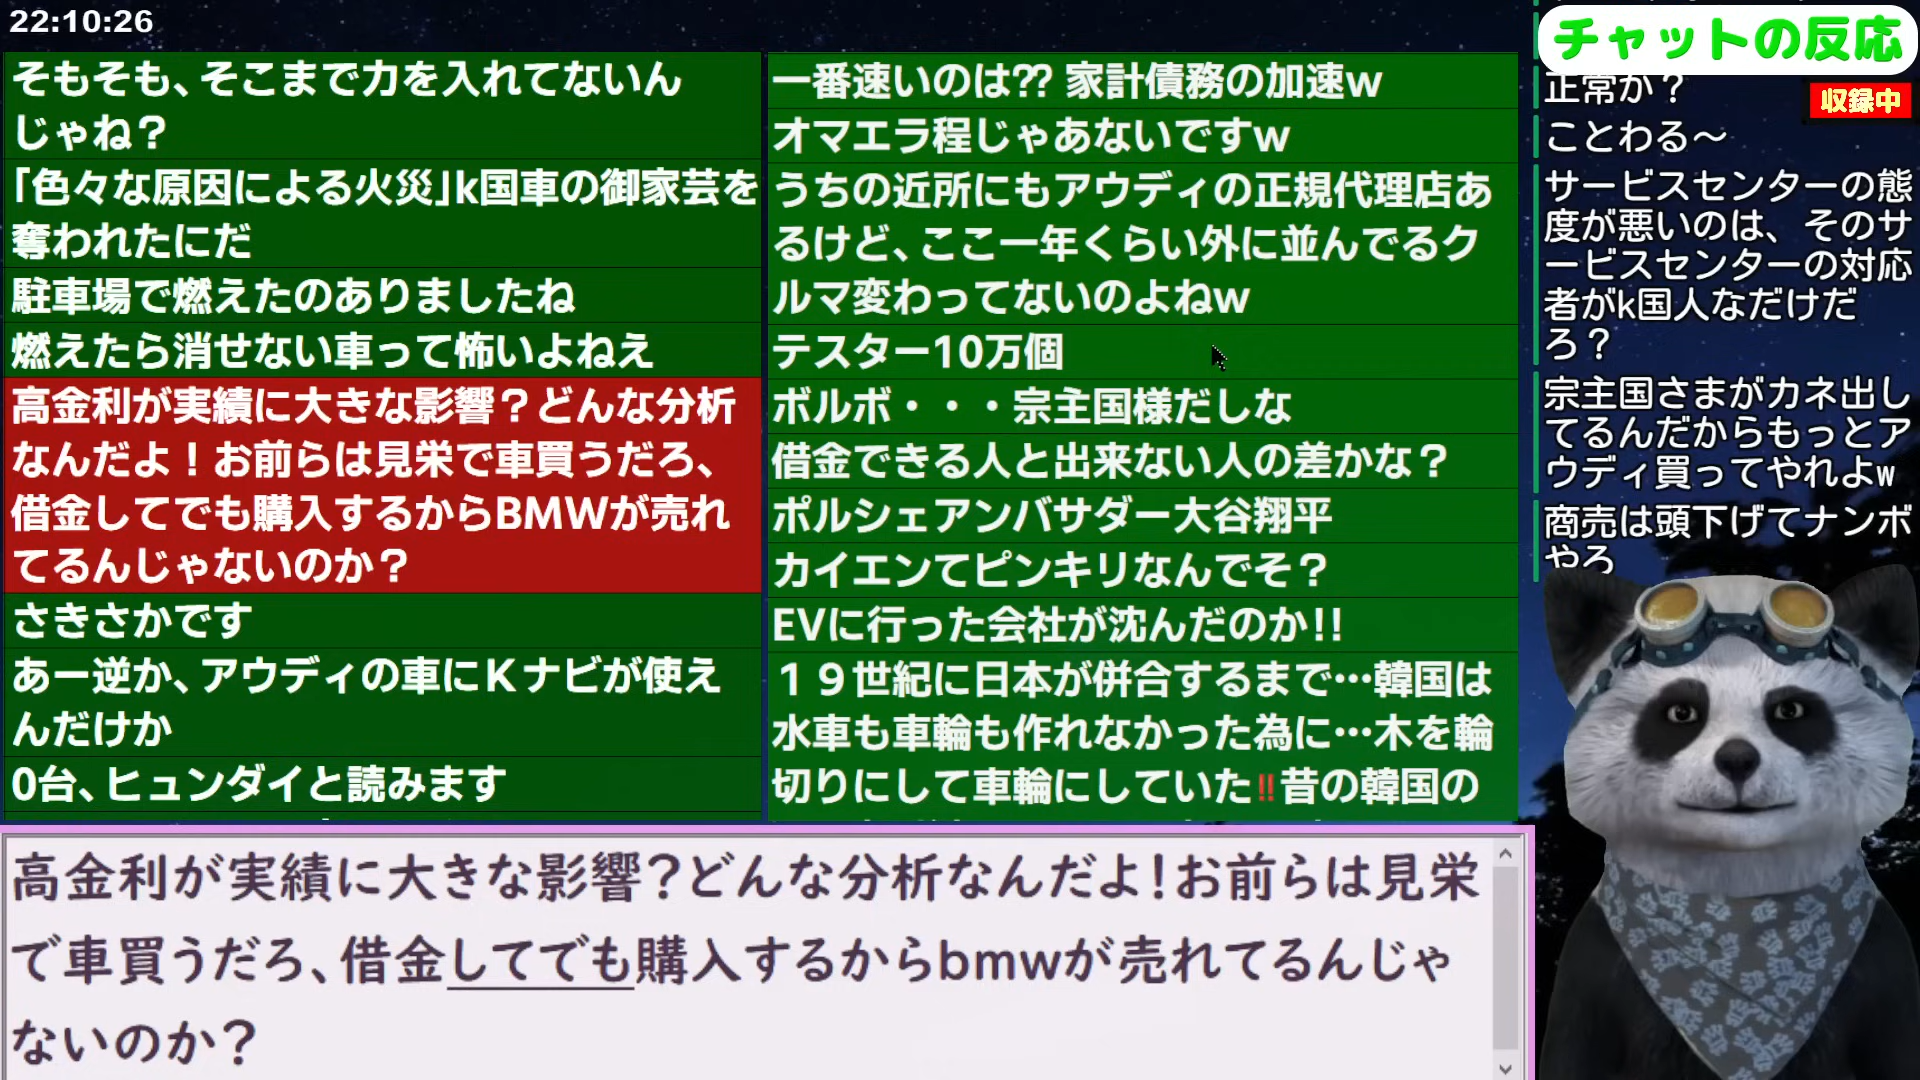 22:10:26
そもそも、そこまで力を入れてないん
じゃね？
「色々な原因による火災」k国車の御家芸を
奪われたにだ
駐車場で燃えたのありましたね
燃えたら消せない車って怖いよねえ
高金利が実績に大きな影響？どんな分析
なんだよ！お前らは見栄で車買うだろ、
借金してでも購入するからBMWが売れ
てるんじゃないのか？
さきさかです
あー逆か、アウディの車にKナビが使え
んだけか
0台、ヒュンダイと読みます
一番速いのは⁇ 家計債務の加速w
オマエラ程じゃあないですw
うちの近所にもアウディの正規代理店あ
るけど、ここ一年くらい外に並んでるク
ルマ変わってないのよねw
テスター10万個
ボルボ・・・宗主国様だしな
借金できる人と出来ない人の差かな？
ポルシェアンバサダー大谷翔平
カイエンてピンキリなんでそ？
EVに行った会社が沈んだのか!!
１９世紀に日本が併合するまで…韓国は
水車も車輪も作れなかった為に…木を輪
切りにして車輪にしていた‼昔の韓国の
チャットの反応
収録中
正常か？
ことわる〜
サービスセンターの態
度が悪いのは、そのサ
ービスセンターの対応
者がk国人なだけだ
ろ？
宗主国さまがカネ出し
てるんだからもっとア
ウディ買ってやれよw
商売は頭下げてナンボ
やろ
高金利が実績に大きな影響？どんな分析なんだよ！お前らは見栄
で車買うだろ、借金してでも購入するからbmwが売れてるんじゃ
ないのか？